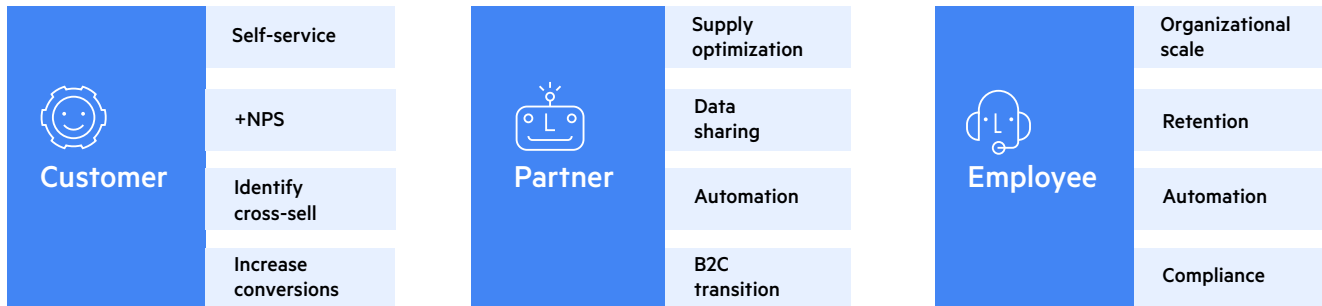 Customer
Self-service
+NPS
Identify
cross-sell
Increase
conversions
Partner
Supply
optimization
Data
sharing
Automation
B2C
transition
Employee
Organizational
scale
Retention
Automation
Compliance